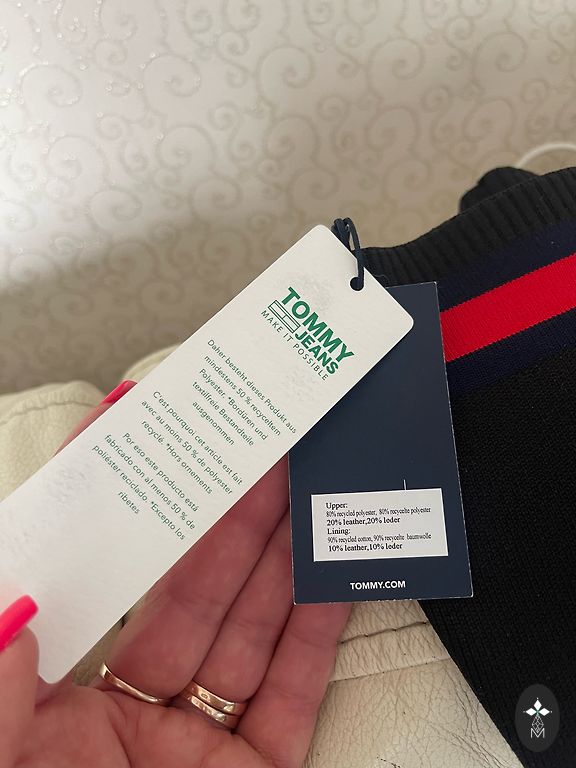 TOMMY
JEANS
MAKE IT POSSIBLE
Daher besteht dieses Produkt aus
mindestens 50 % recyceltem
Polyester. *Bordüren und
textilfreie Bestandteile
ausgenommen
C'est pourquoi cet article est fait
avec au moins 50 % de polyester
recyclé. *Hors ornements
Por eso este producto está
fabricado con al menos 50 % de
poliéster reciclado. *Excepto los
ribetes
Upper:
80% recycled polyester, 80% recycelte polyester
20% leather,20% leder
Lining:
90% recycled cotton, 90% recycelte baumwolle
10% leather,10% leder
TOMMY.COM
M